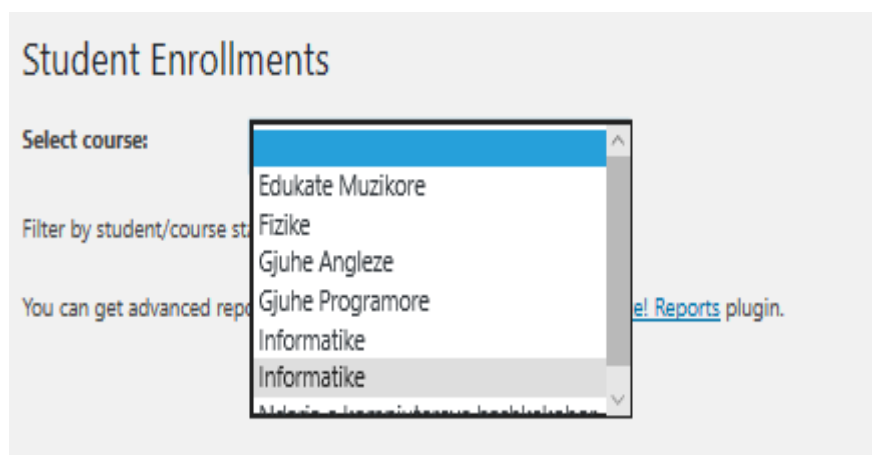 Student Enrollments
Select course:
Edukate Muzikore
Filter by student/course sta
Fizike
Gjuhe Angleze
You can get advanced repo
Gjuhe Programore
e! Reports plugin.
Informatike
Informatike